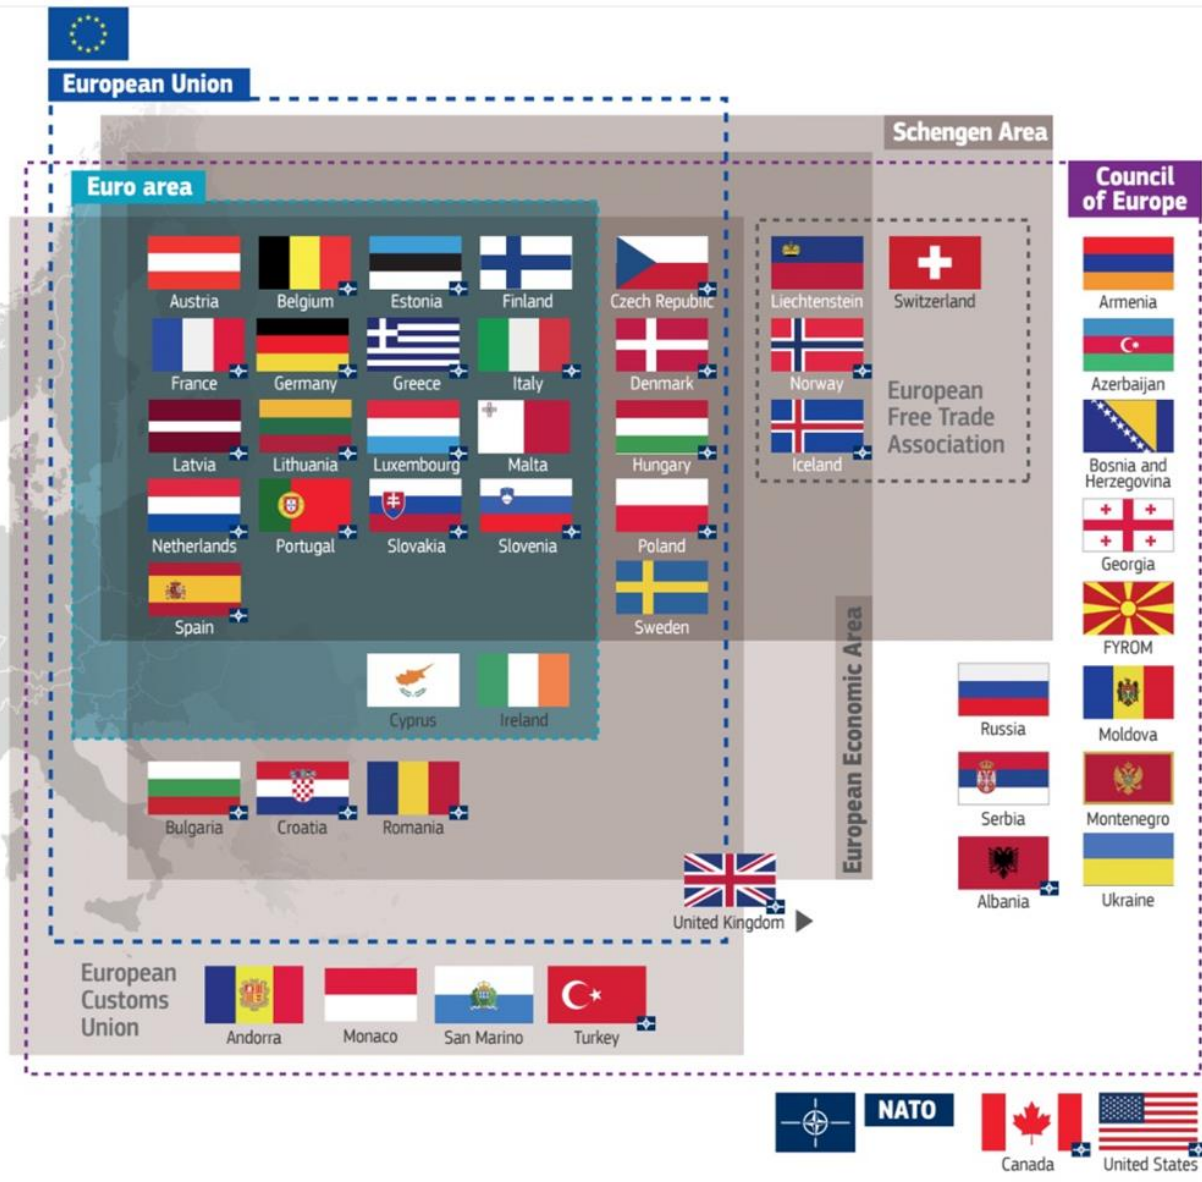 European Union
Schengen Area
Council
of Europe
Euro area
Austria
Belgium
Estonia
Finland
Czech Republic
Liechtenstein
Switzerland
Armenia
France
Germany
Greece
Italy
Denmark
Norway
European
Free Trade
Association
Azerbaijan
Latvia
Lithuania
Luxembourg
Malta
Hungary
Iceland
Bosnia and
Herzegovina
Netherlands
Portugal
Slovakia
Slovenia
Poland
Georgia
Spain
Sweden
European Economic Area
FYROM
Cyprus
Ireland
Russia
Moldova
Bulgaria
Croatia
Romania
Serbia
Montenegro
Albania
Ukraine
United Kingdom
European
Customs
Union
Andorra
Monaco
San Marino
Turkey
NATO
Canada
United States